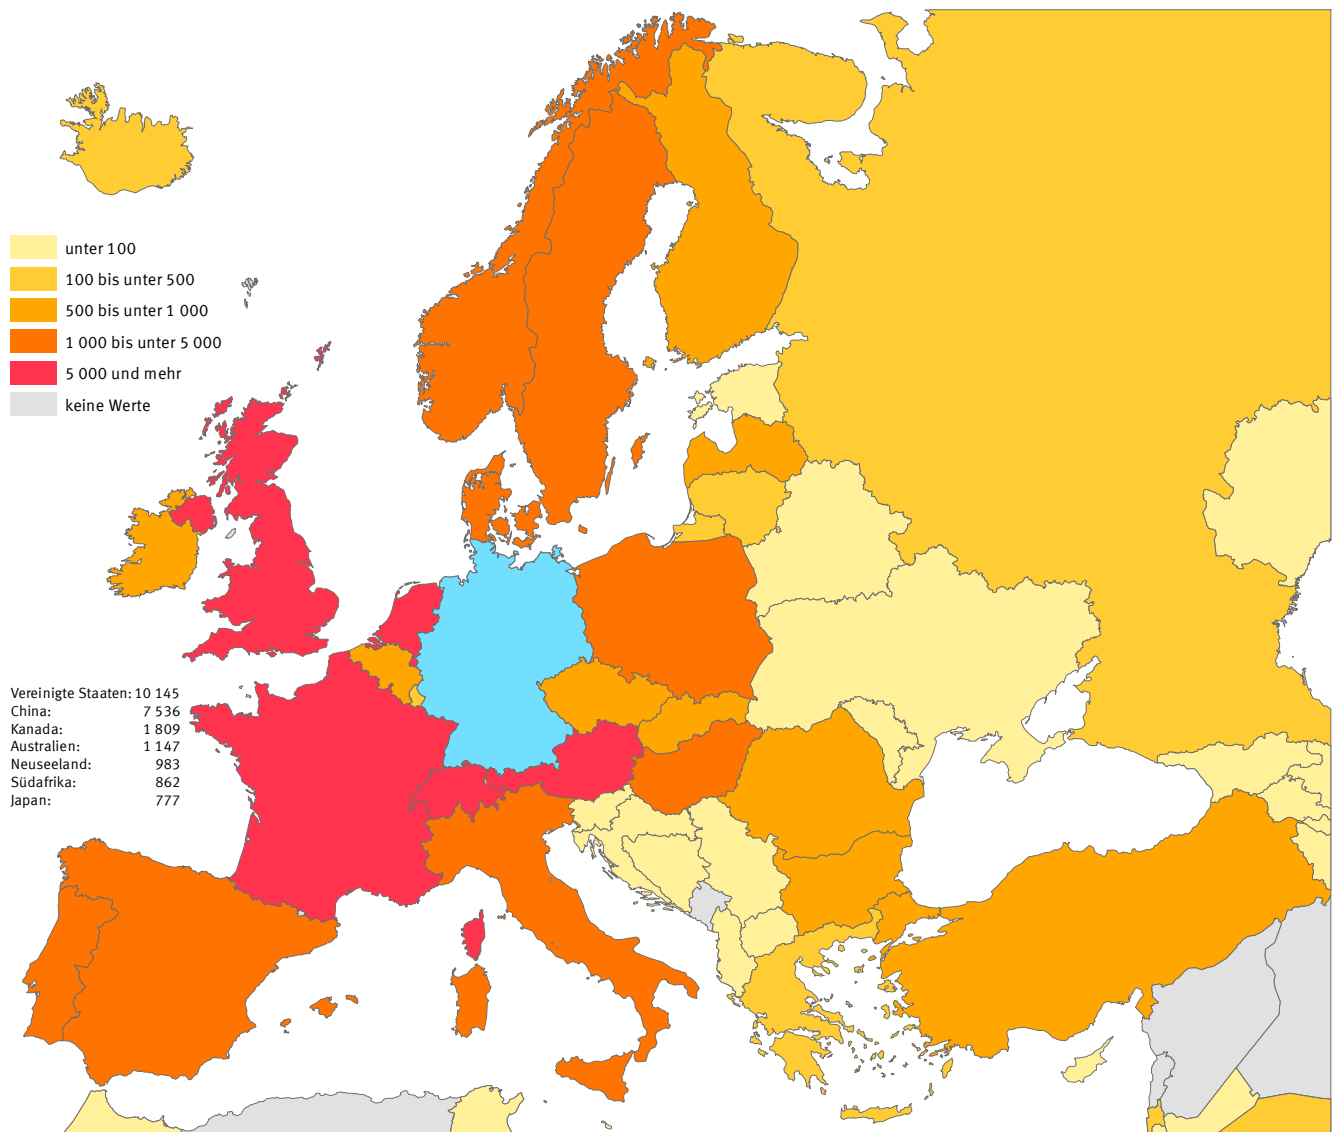 unter 100
100 bis unter 500
500 bis unter 1 000
1 000 bis unter 5 000
5 000 und mehr
keine Werte
Vereinigte Staaten: 10 145
China: 7 536
Kanada: 1 809
Australien: 1 147
Neuseeland: 983
Südafrika: 862
Japan: 777